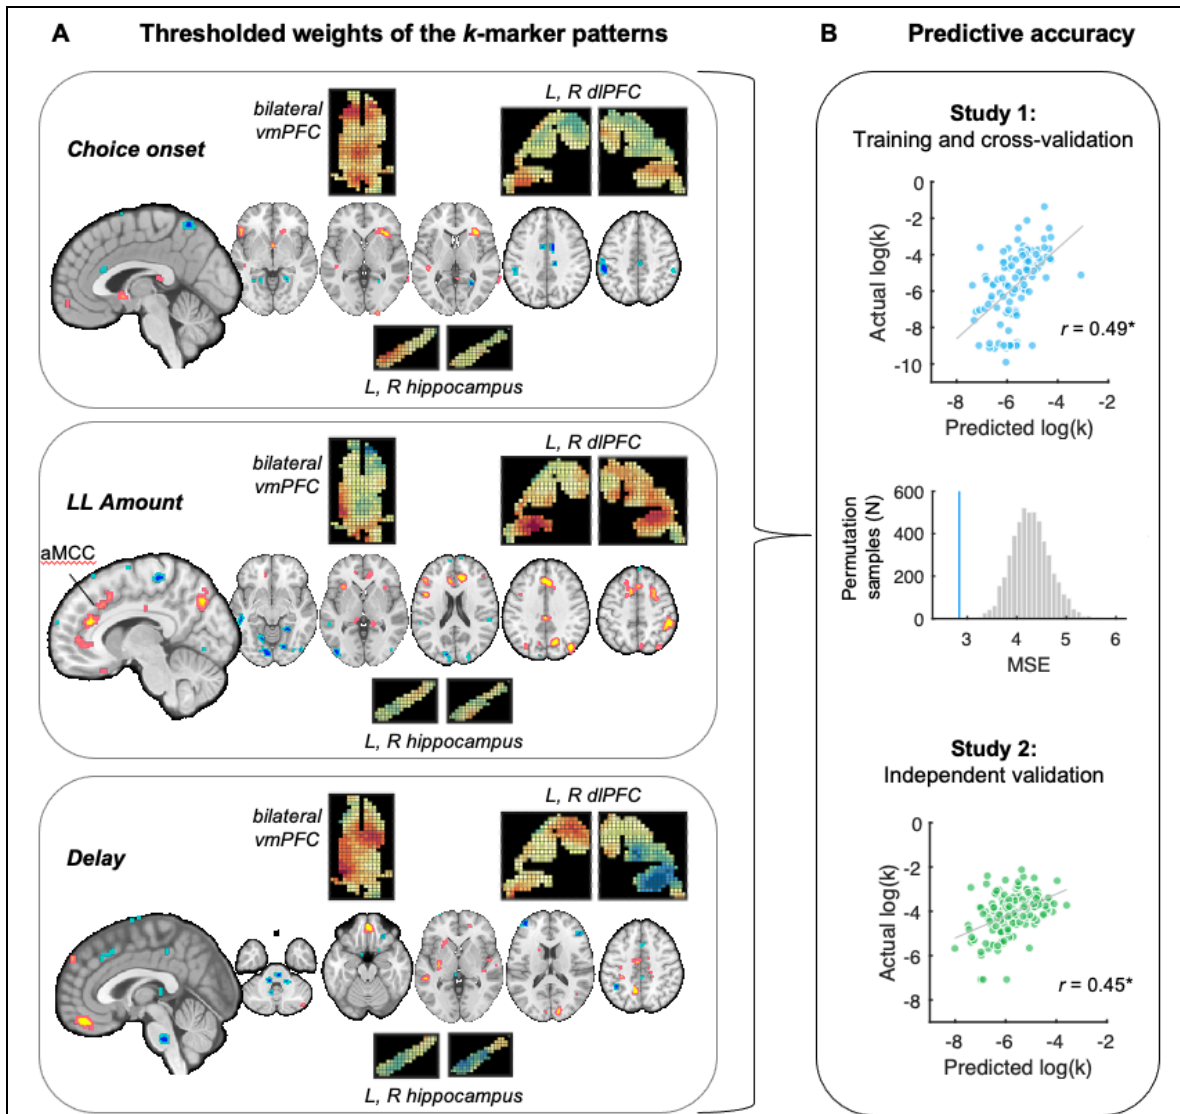 A Thresholded weights of the k-marker patterns
Choice onset
bilateral
vmPFC
L, R dlPFC
L, R hippocampus
LL Amount
bilateral
vmPFC
L, R dlPFC
aMCC
L, R hippocampus
Delay
bilateral
vmPFC
L, R dlPFC
L, R hippocampus
B Predictive accuracy
Study 1:
Training and cross-validation
0
-2
-4
-6
-8
-10
Actual log(k)
r = 0.49*
-8 -6 -4 -2
Predicted log(k)
600
400
200
0
Permutation
samples (N)
3 4 5 6
MSE
Study 2:
Independent validation
0
-2
-4
-6
-8
Actual log(k)
r = 0.45*
-8 -6 -4 -2
Predicted log(k)